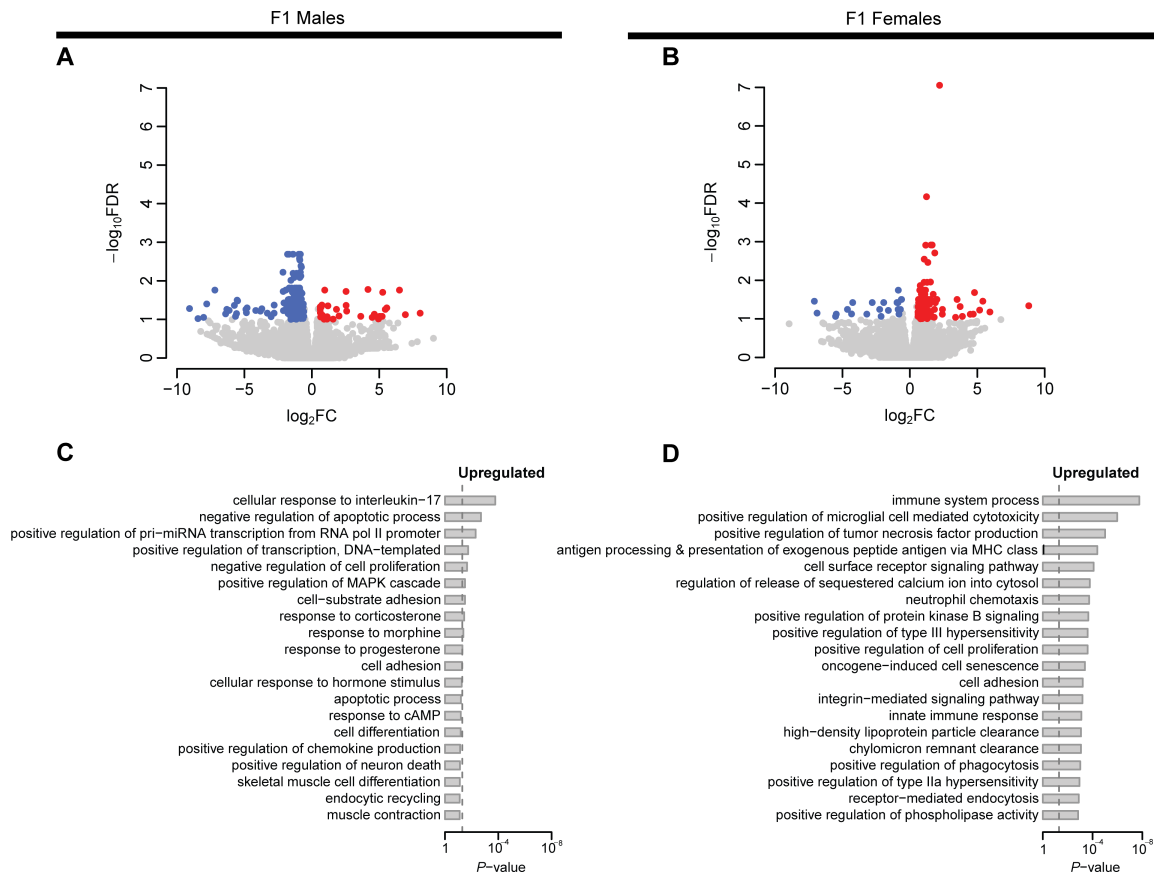 F1 Males
F1 Females
A
−log10FDR
0 1 2 3 4 5 6 7
−10 −5 0 5 10
log2FC
B
−log10FDR
0 1 2 3 4 5 6 7
−10 −5 0 5 10
log2FC
C
Upregulated
cellular response to interleukin−17
negative regulation of apoptotic process
positive regulation of pri−miRNA transcription from RNA pol II promoter
positive regulation of transcription, DNA−templated
negative regulation of cell proliferation
positive regulation of MAPK cascade
cell−substrate adhesion
response to corticosterone
response to morphine
response to progesterone
cell adhesion
cellular response to hormone stimulus
apoptotic process
response to cAMP
cell differentiation
positive regulation of chemokine production
positive regulation of neuron death
skeletal muscle cell differentiation
endocytic recycling
muscle contraction
1 10−4 10−8
P−value
D
Upregulated
immune system process
positive regulation of microglial cell mediated cytotoxicity
positive regulation of tumor necrosis factor production
antigen processing & presentation of exogenous peptide antigen via MHC class I
cell surface receptor signaling pathway
regulation of release of sequestered calcium ion into cytosol
neutrophil chemotaxis
positive regulation of protein kinase B signaling
positive regulation of type III hypersensitivity
positive regulation of cell proliferation
oncogene−induced cell senescence
cell adhesion
integrin−mediated signaling pathway
innate immune response
high−density lipoprotein particle clearance
chylomicron remnant clearance
positive regulation of phagocytosis
positive regulation of type IIa hypersensitivity
receptor−mediated endocytosis
positive regulation of phospholipase activity
1 10−4 10−8
P−value